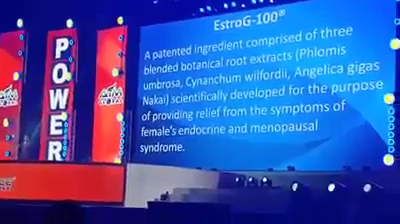 EstroG-100®
A patented ingredient comprised of three
blended botanical root extracts (Phlomis
umbrosa, Cynanchum wilfordii, Angelica gigas
Nakai) scientifically developed for the purpose
of providing relief from the symptoms of
female's endocrine and menopausal
syndrome.
POWER